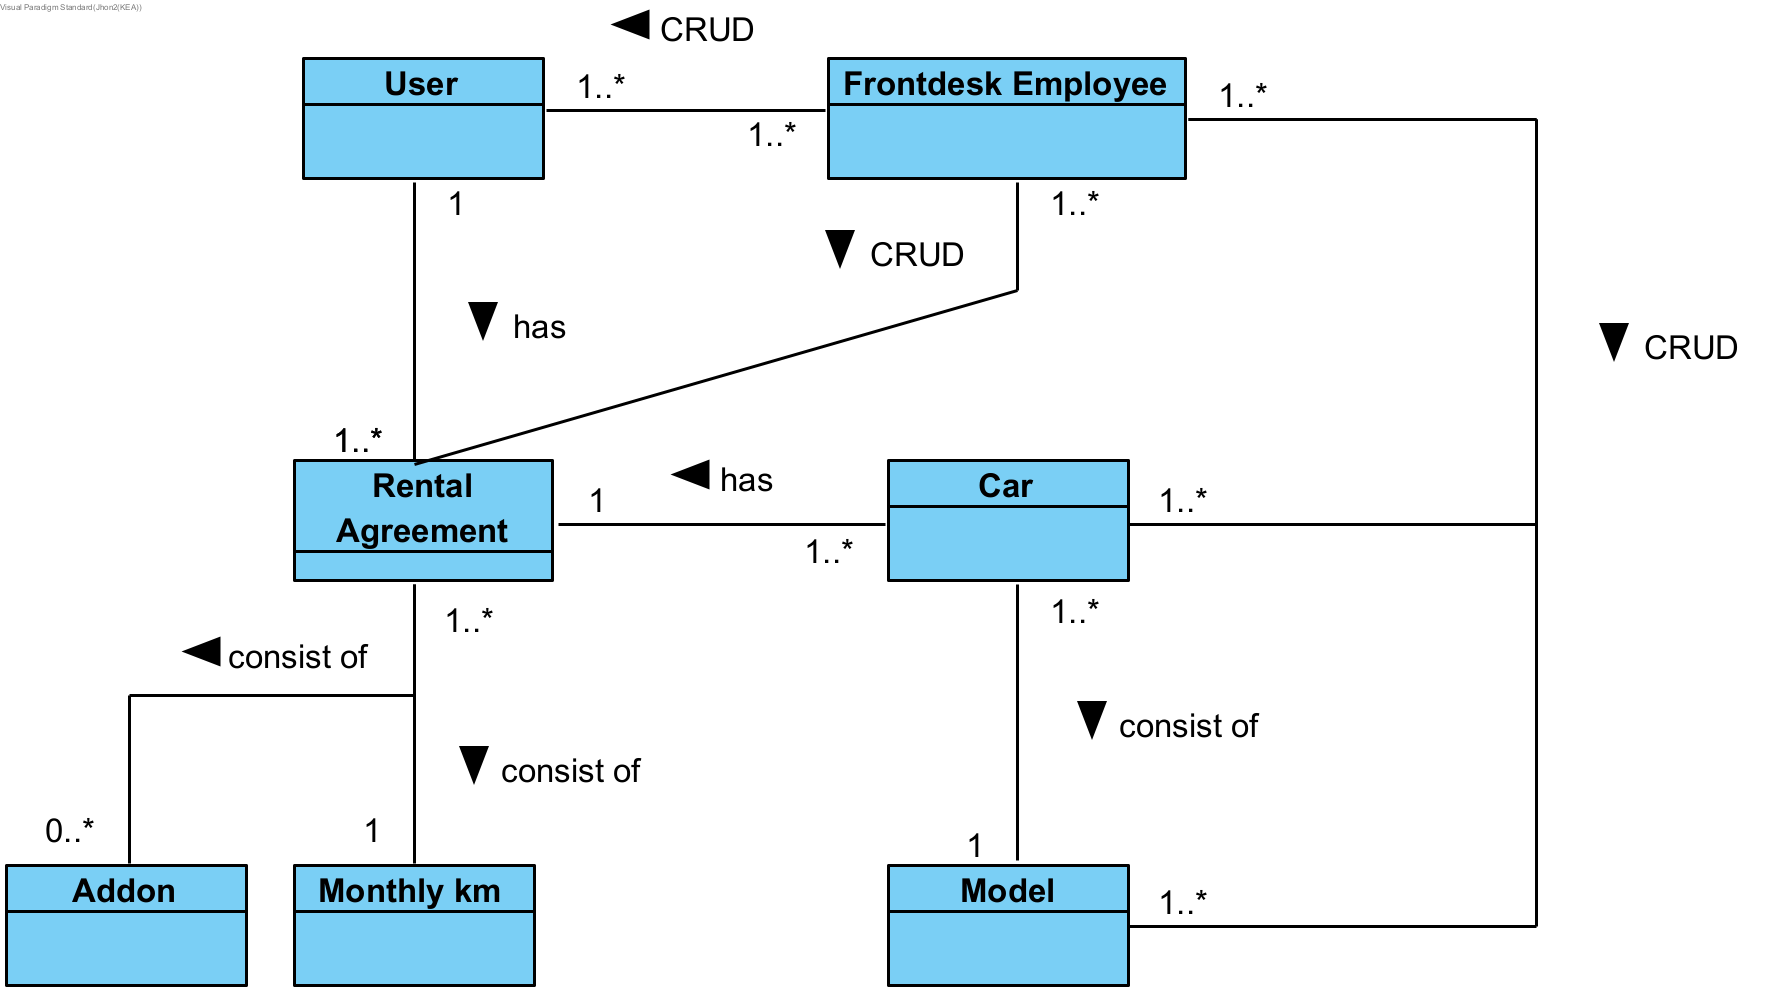 Visual Paradigm Standard(Jhon2(KEA))
CRUD
User
1..*
1..*
Frontdesk Employee
1..*
1
1..*
CRUD
has
CRUD
1..*
Rental
Agreement
1
has
1..*
Car
1..*
1..*
consist of
1..*
consist of
consist of
0..*
1
1
Addon
Monthly km
Model
1..*